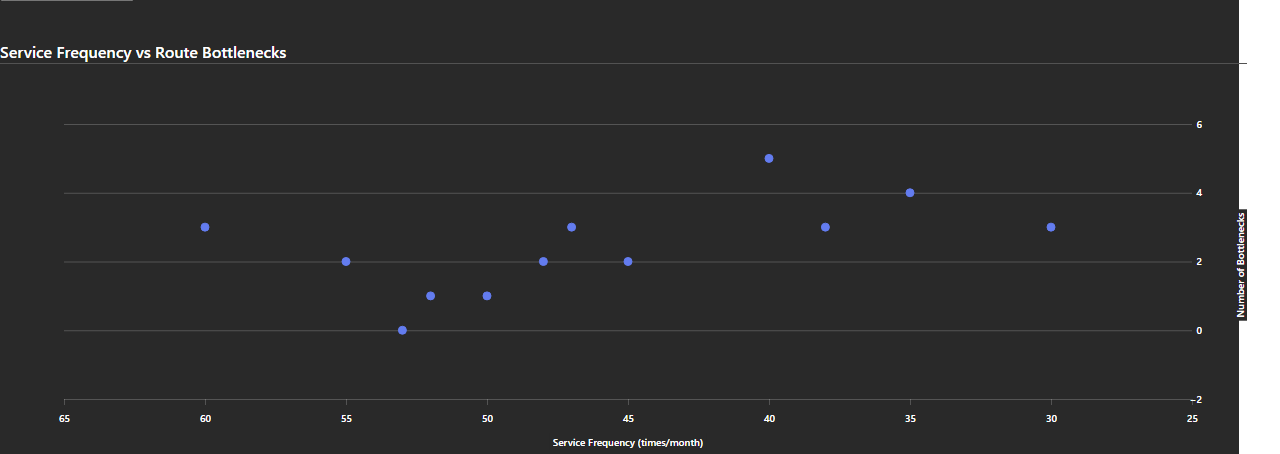 Service Frequency vs Route Bottlenecks
6
4
2
0
-2
Number of Bottlenecks
65 60 55 50 45 40 35 30 25
Service Frequency (times/month)